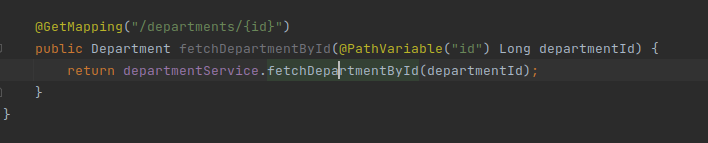 @GetMapping("/departments/{id}")
public Department fetchDepartmentById(@PathVariable("id") Long departmentId) {
return departmentService.fetchDepartmentById(departmentId);
}
}